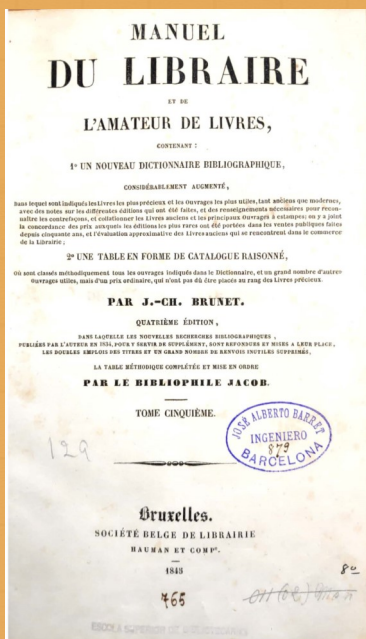 MANUEL
DU LIBRAIRE
ET DE
L'AMATEUR DE LIVRES,
CONTENANT :
1º UN NOUVEAU DICTIONNAIRE BIBLIOGRAPHIQUE,
CONSIDÉRABLEMENT AUGMENTÉ,
Dans lequel sont indiqués les Livres les plus précieux et les Ouvrages les plus utiles, tant anciens que modernes,
avec des notes sur les différentes éditions qui ont été faites, et des renseignements nécessaires pour recon-
naître les contrefaçons, et collationner les Livres anciens et les principaux Ouvrages à estampes; on y a joint
la concordance des prix auxquels les éditions les plus rares ont été portées dans les ventes publiques faites
depuis cinquante ans, et l'évaluation approximative des Livres anciens qui se rencontrent dans le commerce
de la Librairie;
2º UNE TABLE EN FORME DE CATALOGUE RAISONNÉ,
Où sont classés méthodiquement tous les ouvrages indiqués dans le Dictionnaire, et un grand nombre d'autres
Ouvrages utiles, mais d'un prix ordinaire, qui n'ont pas dû être placés au rang des Livres précieux.
PAR J.-CH. BRUNET.
QUATRIÈME ÉDITION,
DANS LAQUELLE LES NOUVELLES RECHERCHES BIBLIOGRAPHIQUES,
PUBLIÉES PAR L'AUTEUR EN 1834, POUR Y SERVIR DE SUPPLÉMENT, SONT REFONDUES ET MISES A LEUR PLACE,
LES DOUBLES EMPLOIS DES TITRES ET UN GRAND NOMBRE DE RENVOIS INUTILES SUPPRIMÉS,
LA TABLE MÉTHODIQUE COMPLÉTÉE ET MISE EN ORDRE
PAR LE BIBLIOPHILE JACOB.
TOME CINQUIÈME.
JOSÉ ALBERTO BARRET
INGENIERO
879
BARCELONA
129
Bruxelles.
SOCIÉTÉ BELGE DE LIBRAIRIE
HAUMAN ET COMPe.
1845
8º
765
ESCOLA SUPERIOR DE BIBLIOTECÀRIES